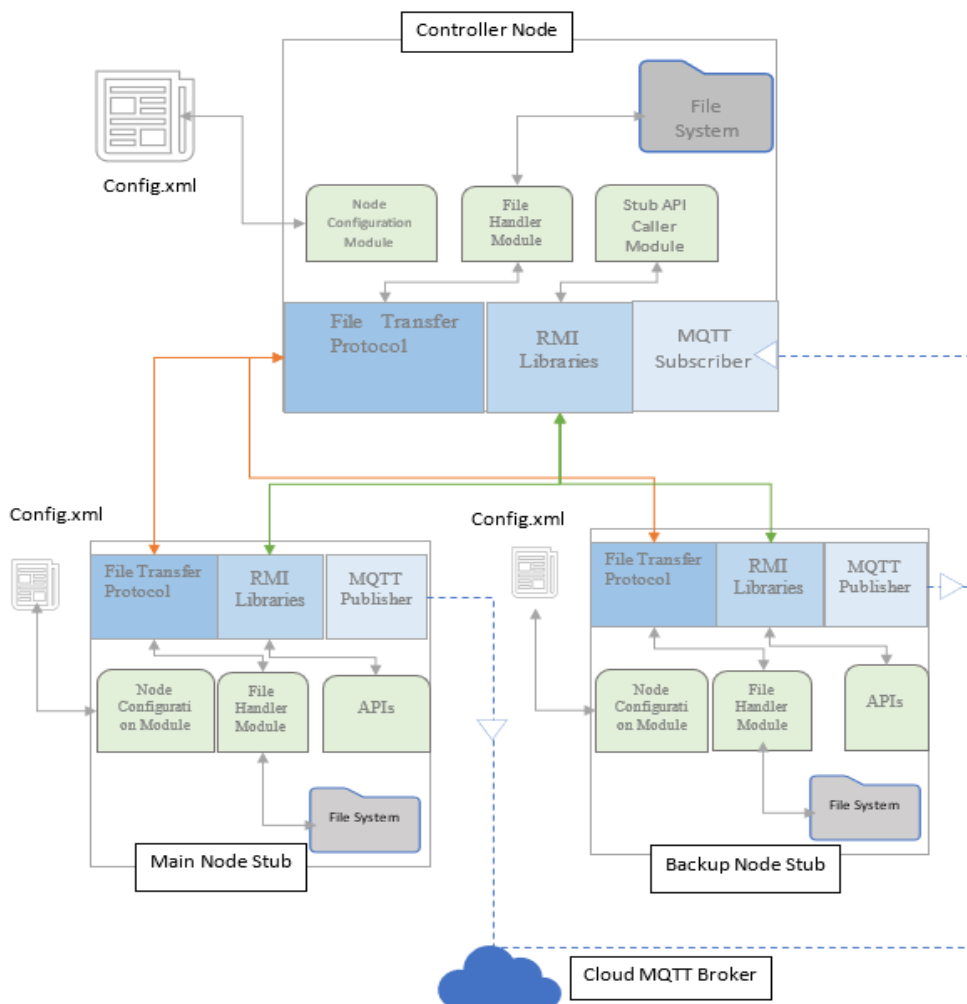 Controller Node
File
System
Config.xml
Node
Configuration
Module
File
Handler
Module
Stub API
Caller
Module
File Transfer
Protocol
RMI
Libraries
MQTT
Subscriber
Config.xml
Config.xml
File Transfer
Protocol
RMI
Libraries
MQTT
Publisher
File Transfer
Protocol
RMI
Libraries
MQTT
Publisher
Node
Configurati
on Module
File
Handler
Module
APIs
Node
Configurati
on Module
File
Handler
Module
APIs
File System
File System
Main Node Stub
Backup Node Stub
Cloud MQTT Broker